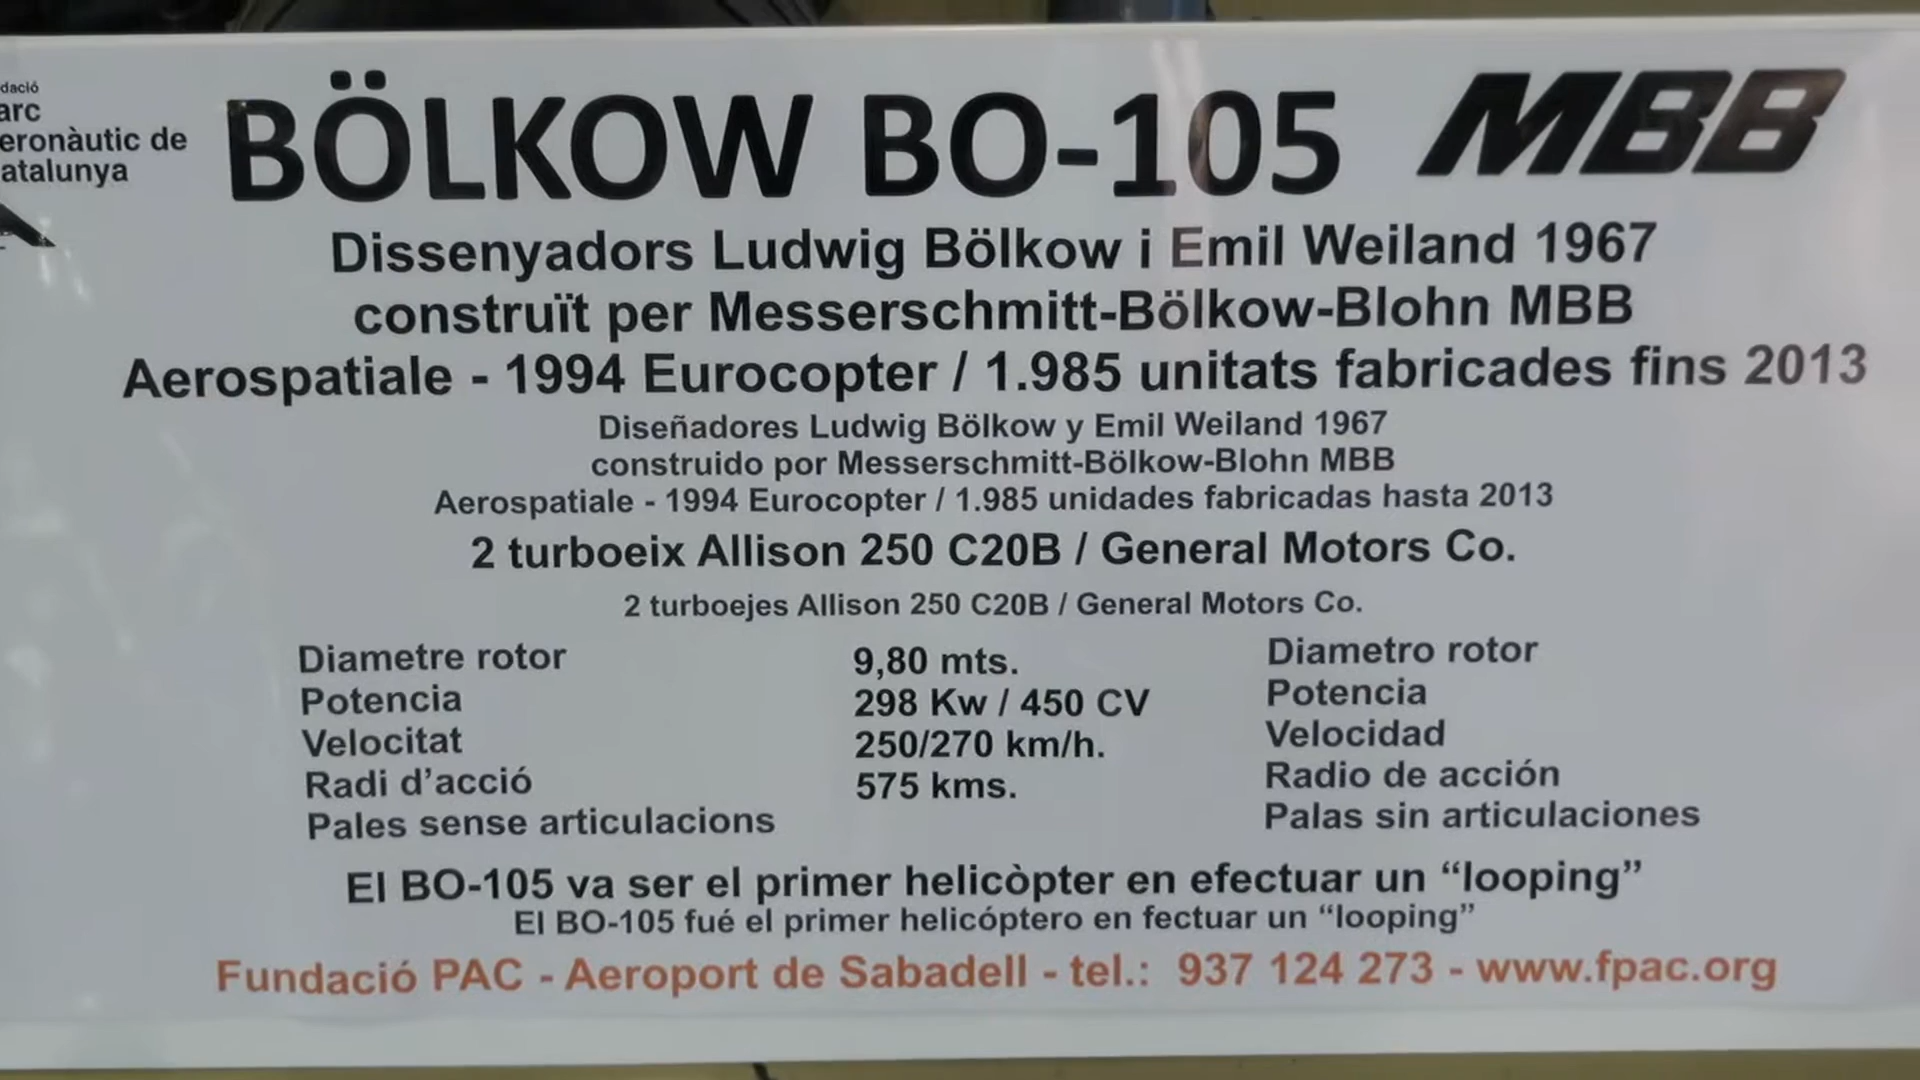 dació
arc
eronàutic de
atalunya
BÖLKOW BO-105 MBB
Dissenyadors Ludwig Bölkow i Emil Weiland 1967
construït per Messerschmitt-Bölkow-Blohn MBB
Aerospatiale - 1994 Eurocopter / 1.985 unitats fabricades fins 2013
Diseñadores Ludwig Bölkow y Emil Weiland 1967
construido por Messerschmitt-Bölkow-Blohn MBB
Aerospatiale - 1994 Eurocopter / 1.985 unidades fabricadas hasta 2013
2 turboeix Allison 250 C20B / General Motors Co.
2 turboejes Allison 250 C20B / General Motors Co.
Diametre rotor 9,80 mts. Diametro rotor
Potencia 298 Kw / 450 CV Potencia
Velocitat 250/270 km/h. Velocidad
Radi d’acció 575 kms. Radio de acción
Pales sense articulacions Palas sin articulaciones
El BO-105 va ser el primer helicòpter en efectuar un “looping”
El BO-105 fué el primer helicóptero en fectuar un “looping”
Fundació PAC - Aeroport de Sabadell - tel.: 937 124 273 - www.fpac.org